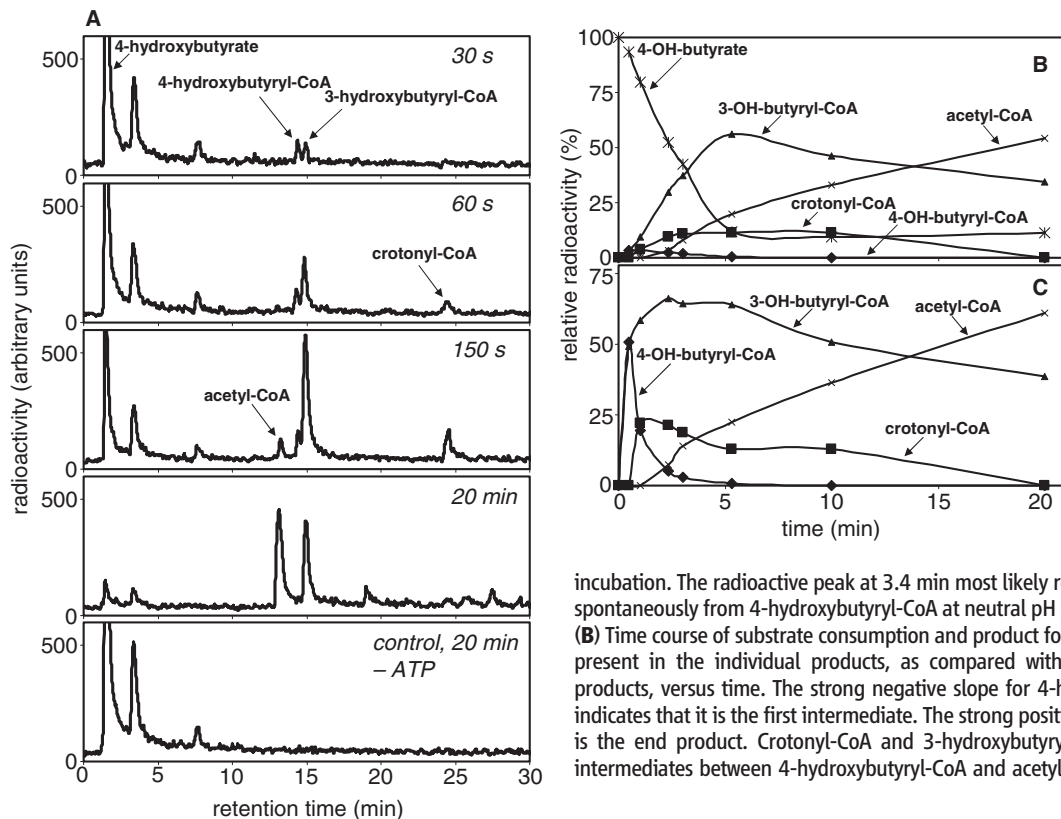 A
500
4-hydroxybutyrate
30 s
4-hydroxybutyryl-CoA
3-hydroxybutyryl-CoA
0
500
60 s
crotonyl-CoA
0
500
150 s
acetyl-CoA
0
500
20 min
0
500
control, 20 min
– ATP
0
0 5 10 15 20 25 30
retention time (min)
radioactivity (arbitrary units)
B
100
75
50
25
0
4-OH-butyrate
3-OH-butyryl-CoA
acetyl-CoA
crotonyl-CoA
4-OH-butyryl-CoA
C
75
50
25
0
3-OH-butyryl-CoA
acetyl-CoA
4-OH-butyryl-CoA
crotonyl-CoA
0 5 10 15 20
time (min)
relative radioactivity (%)
incubation. The radioactive peak at 3.4 min most likely re
spontaneously from 4-hydroxybutyryl-CoA at neutral pH
(B) Time course of substrate consumption and product fo
present in the individual products, as compared with
products, versus time. The strong negative slope for 4-h
indicates that it is the first intermediate. The strong posit
is the end product. Crotonyl-CoA and 3-hydroxybutyry
intermediates between 4-hydroxybutyryl-CoA and acetyl